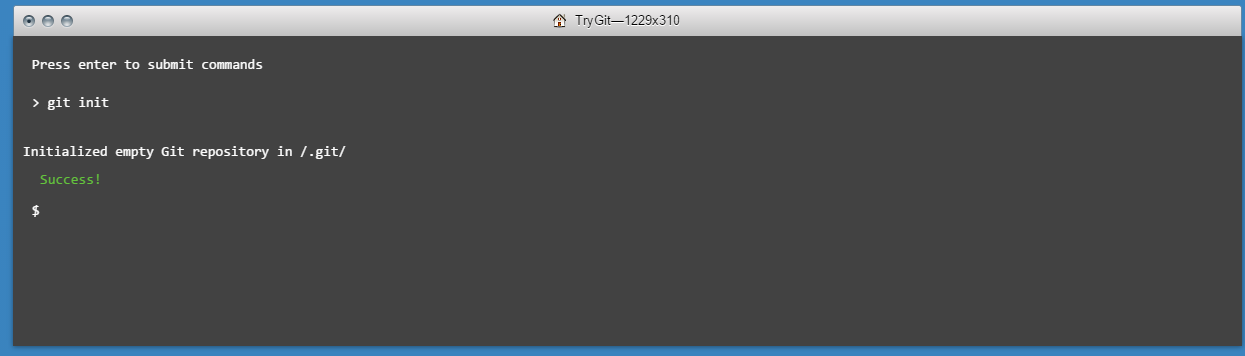 TryGit—1229x310
Press enter to submit commands
> git init
Initialized empty Git repository in /.git/
Success!
$